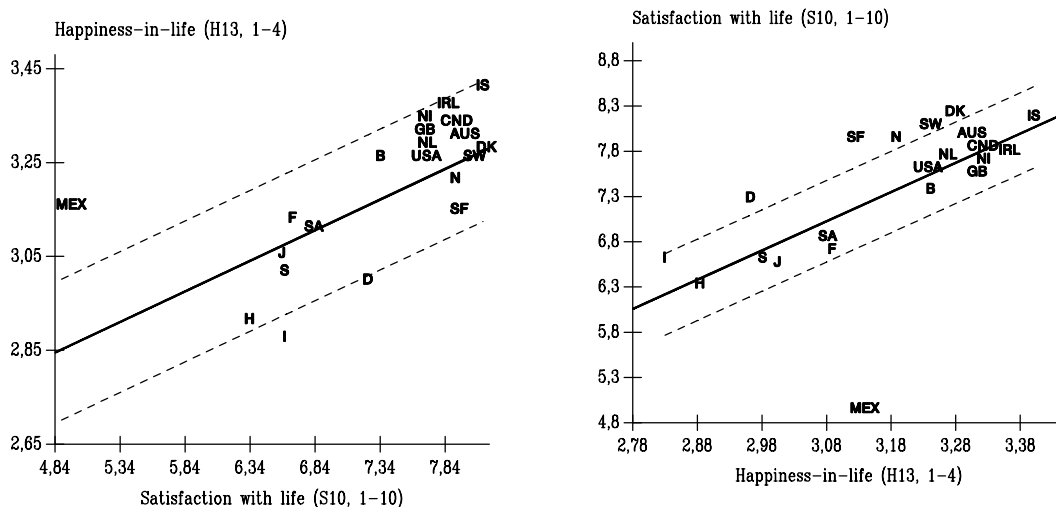 Happiness-in-life (H13, 1-4)
3,45
3,25
3,05
2,85
2,65
IS
IRL
NI
CND
GB
AUS
NL
DK
B
USA
SW
N
MEX
SF
F
SA
J
S
D
H
I
4,84 5,34 5,84 6,34 6,84 7,34 7,84
Satisfaction with life (S10, 1-10)
Satisfaction with life (S10, 1-10)
8,8
8,3
7,8
7,3
6,8
6,3
5,8
5,3
4,8
DK
IS
SW
SF
N
AUS
CND
IRL
NL
NI
USA
GB
B
D
SA
F
I
S
J
H
MEX
2,78 2,88 2,98 3,08 3,18 3,28 3,38
Happiness-in-life (H13, 1-4)